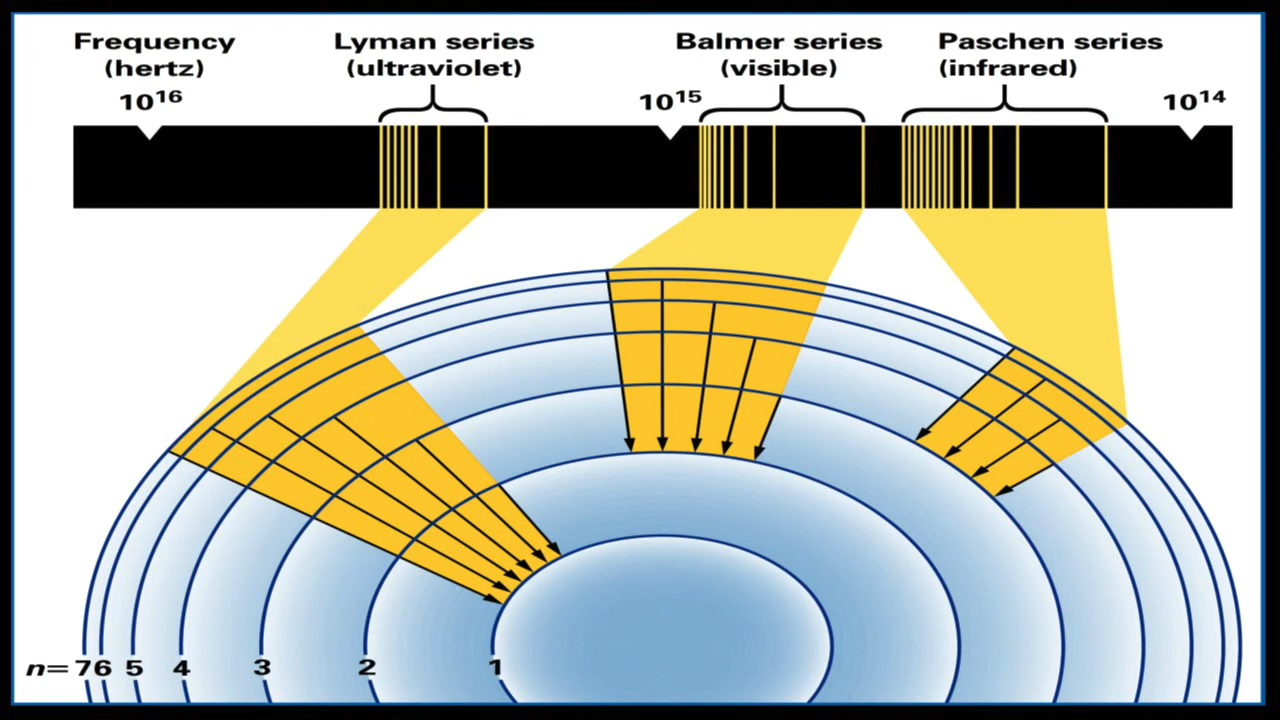 Frequency
(hertz)
Lyman series
(ultraviolet)
Balmer series
(visible)
Paschen series
(infrared)
10¹⁶
10¹⁵
10¹⁴
n= 7 6 5 4 3 2 1